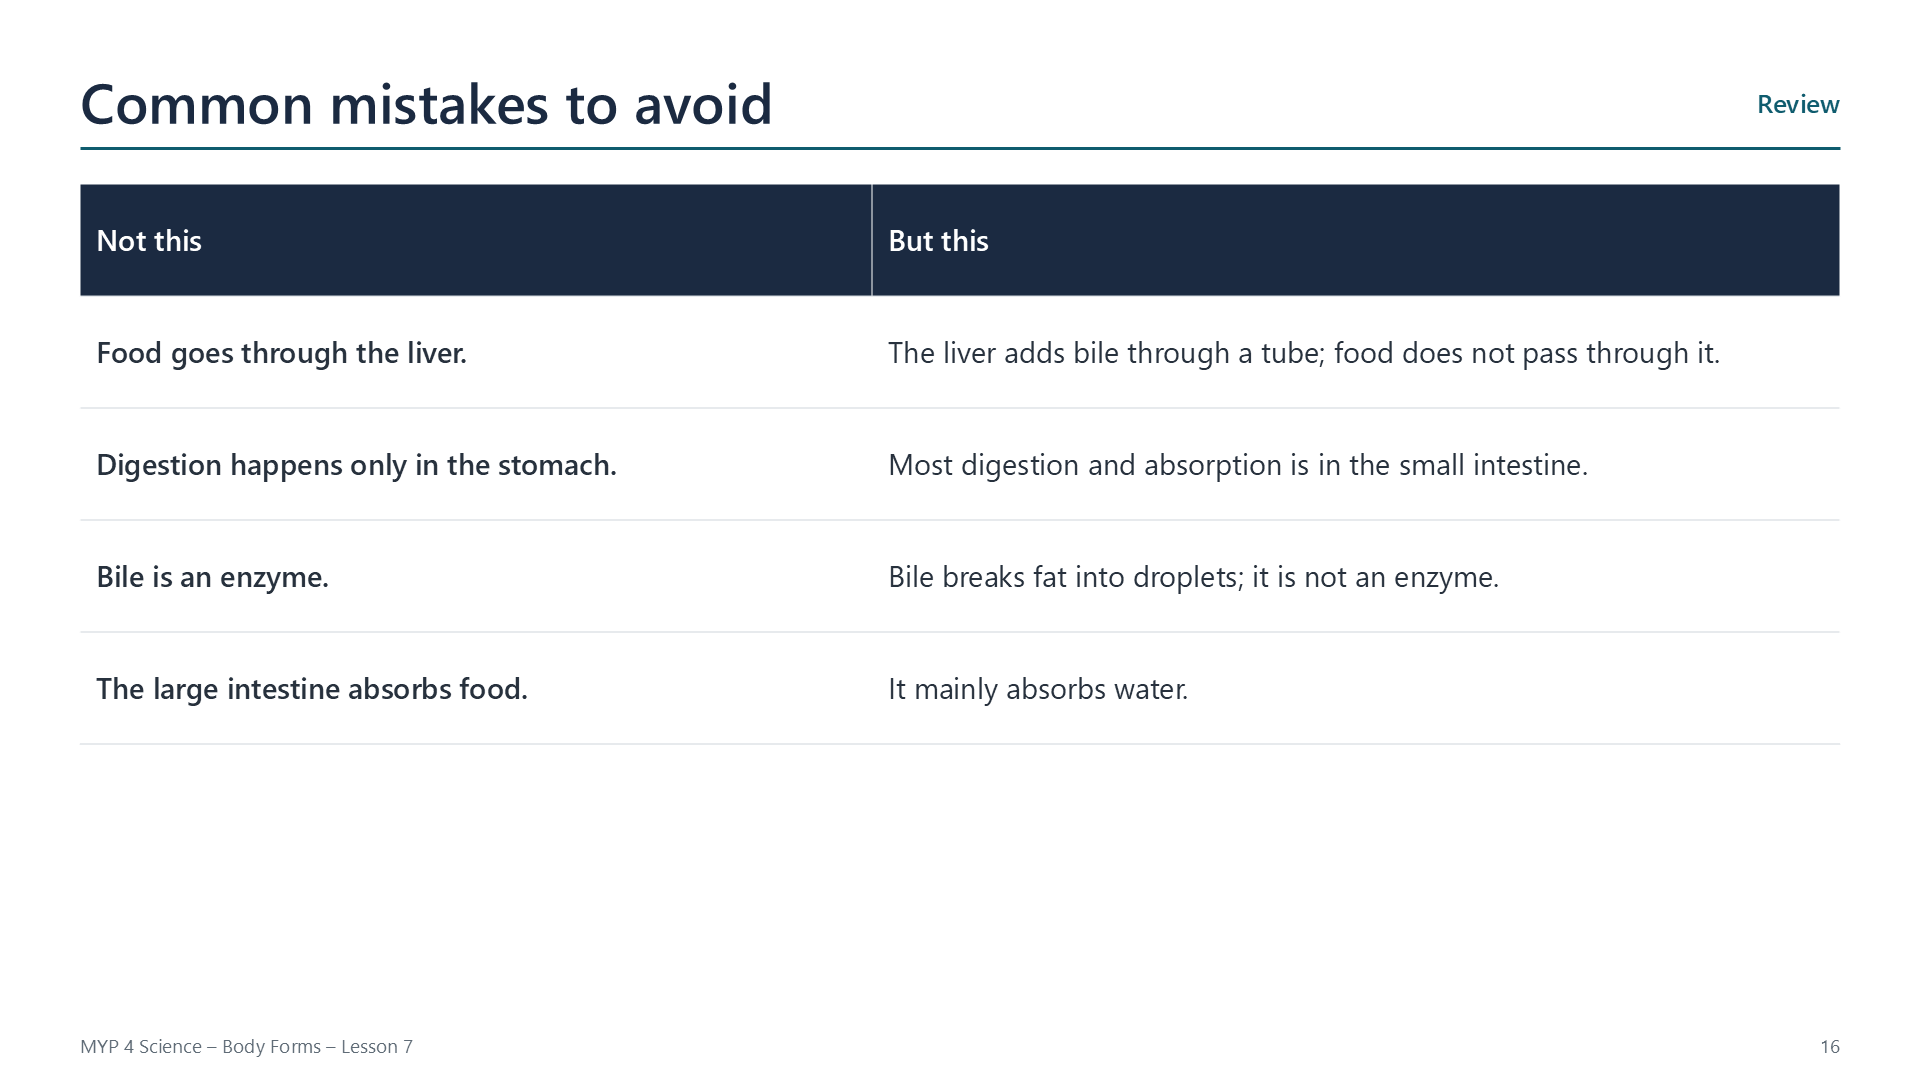 Common mistakes to avoid
Review
Not this
But this
Food goes through the liver.
The liver adds bile through a tube; food does not pass through it.
Digestion happens only in the stomach.
Most digestion and absorption is in the small intestine.
Bile is an enzyme.
Bile breaks fat into droplets; it is not an enzyme.
The large intestine absorbs food.
It mainly absorbs water.
MYP 4 Science – Body Forms – Lesson 7
16